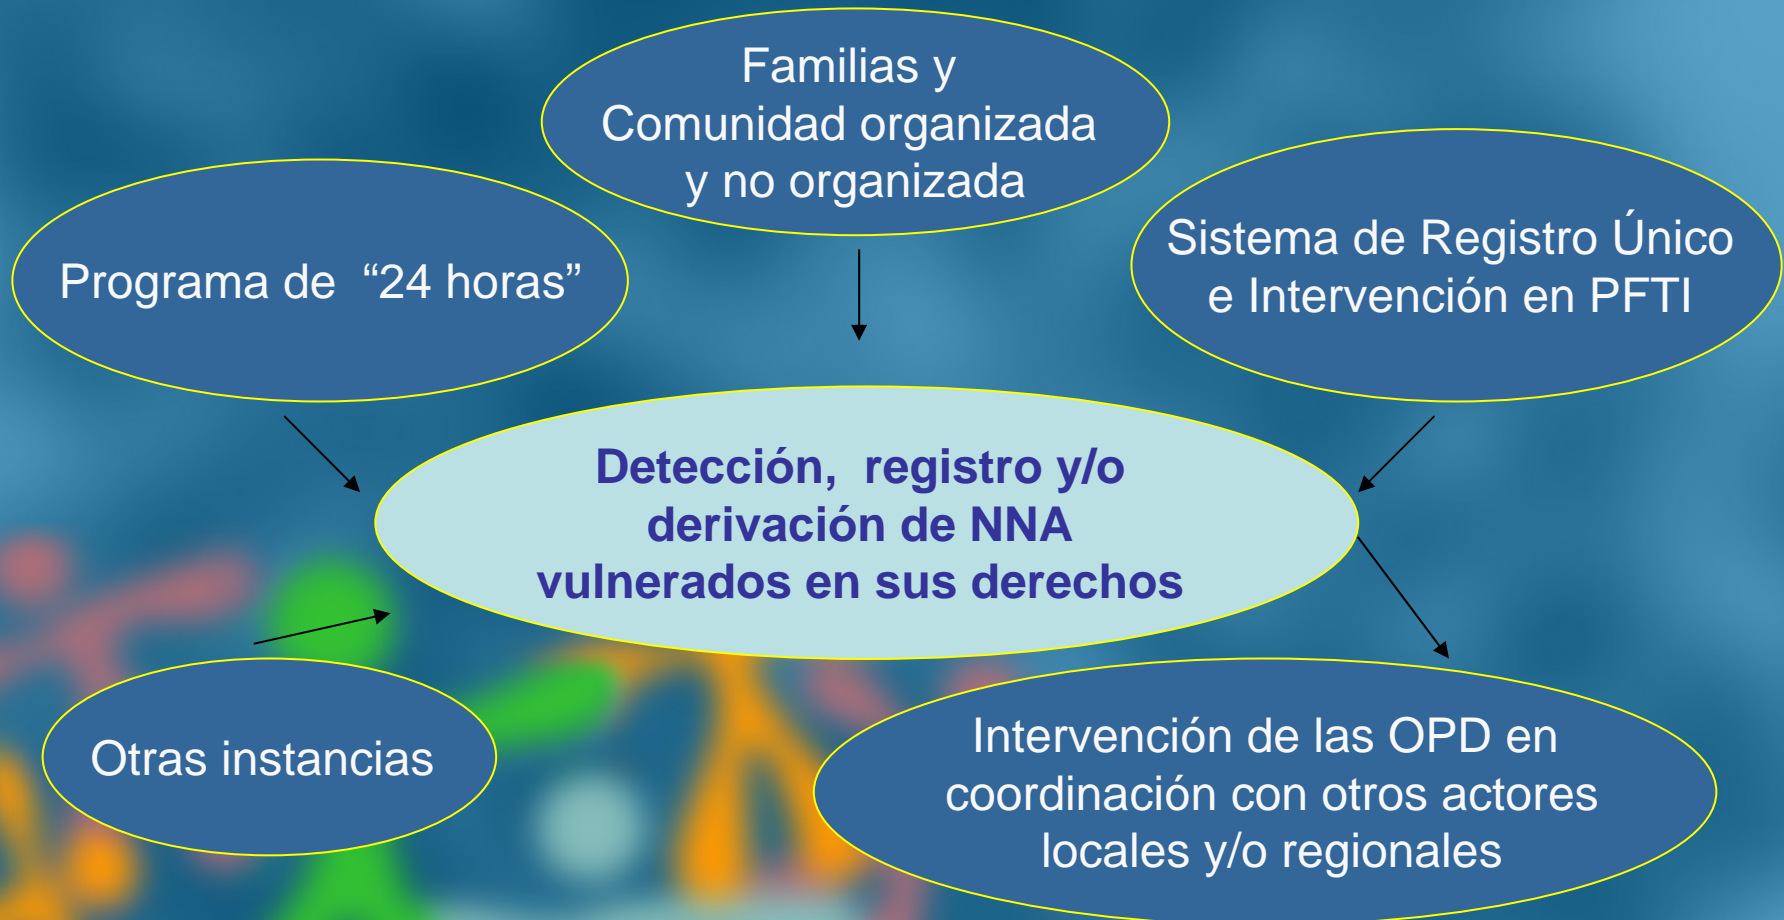 Familias y
Comunidad organizada
y no organizada
Programa de “24 horas”
Sistema de Registro Único
e Intervención en PFTI
Detección, registro y/o
derivación de NNA
vulnerados en sus derechos
Otras instancias
Intervención de las OPD en
coordinación con otros actores
locales y/o regionales